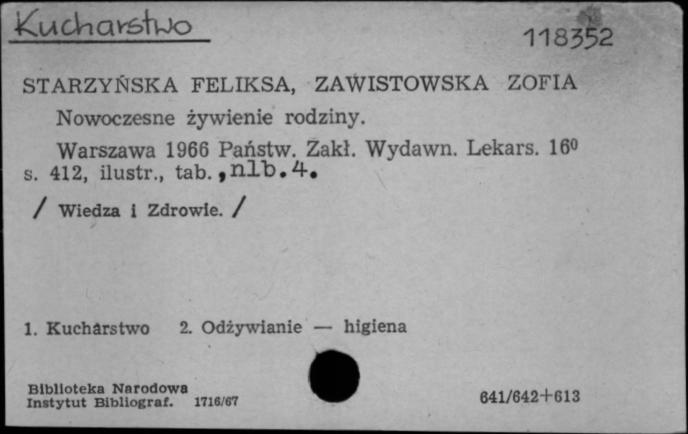 Kucharstwo
118352
STARZYŃSKA FELIKSA, ZAWISTOWSKA ZOFIA
Nowoczesne żywienie rodziny.
Warszawa 1966 Państw. Zakł. Wydawn. Lekars. 16⁰
s. 412, ilustr., tab. ,nlb.4.
/ Wiedza i Zdrowie. /
1. Kucharstwo 2. Odżywianie — higiena
Biblioteka Narodowa
Instytut Bibliograf. 1716/67
641/642+613